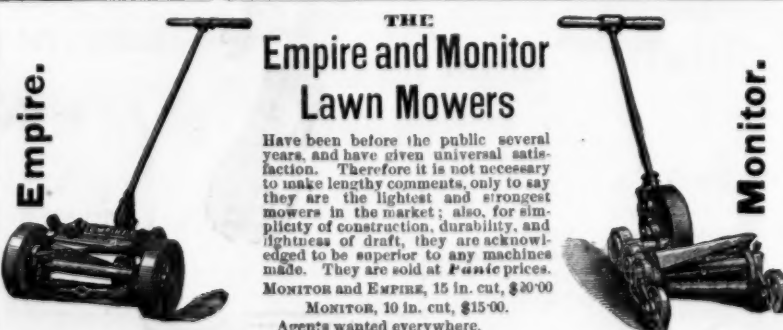 THE
Empire.
Empire and Monitor
Lawn Mowers
Monitor.
Have been before the public several
years, and have given universal satis-
faction. Therefore it is not necessary
to make lengthy comments, only to say
they are the lightest and strongest
mowers in the market; also, for sim-
plicity of construction, durability, and
lightness of draft, they are acknowl-
edged to be superior to any machines
made. They are sold at Panic prices.
MONITOR and EMPIRE, 15 in. cut, $20·00
MONITOR, 10 in. cut, $15·00.
Agents wanted everywhere.